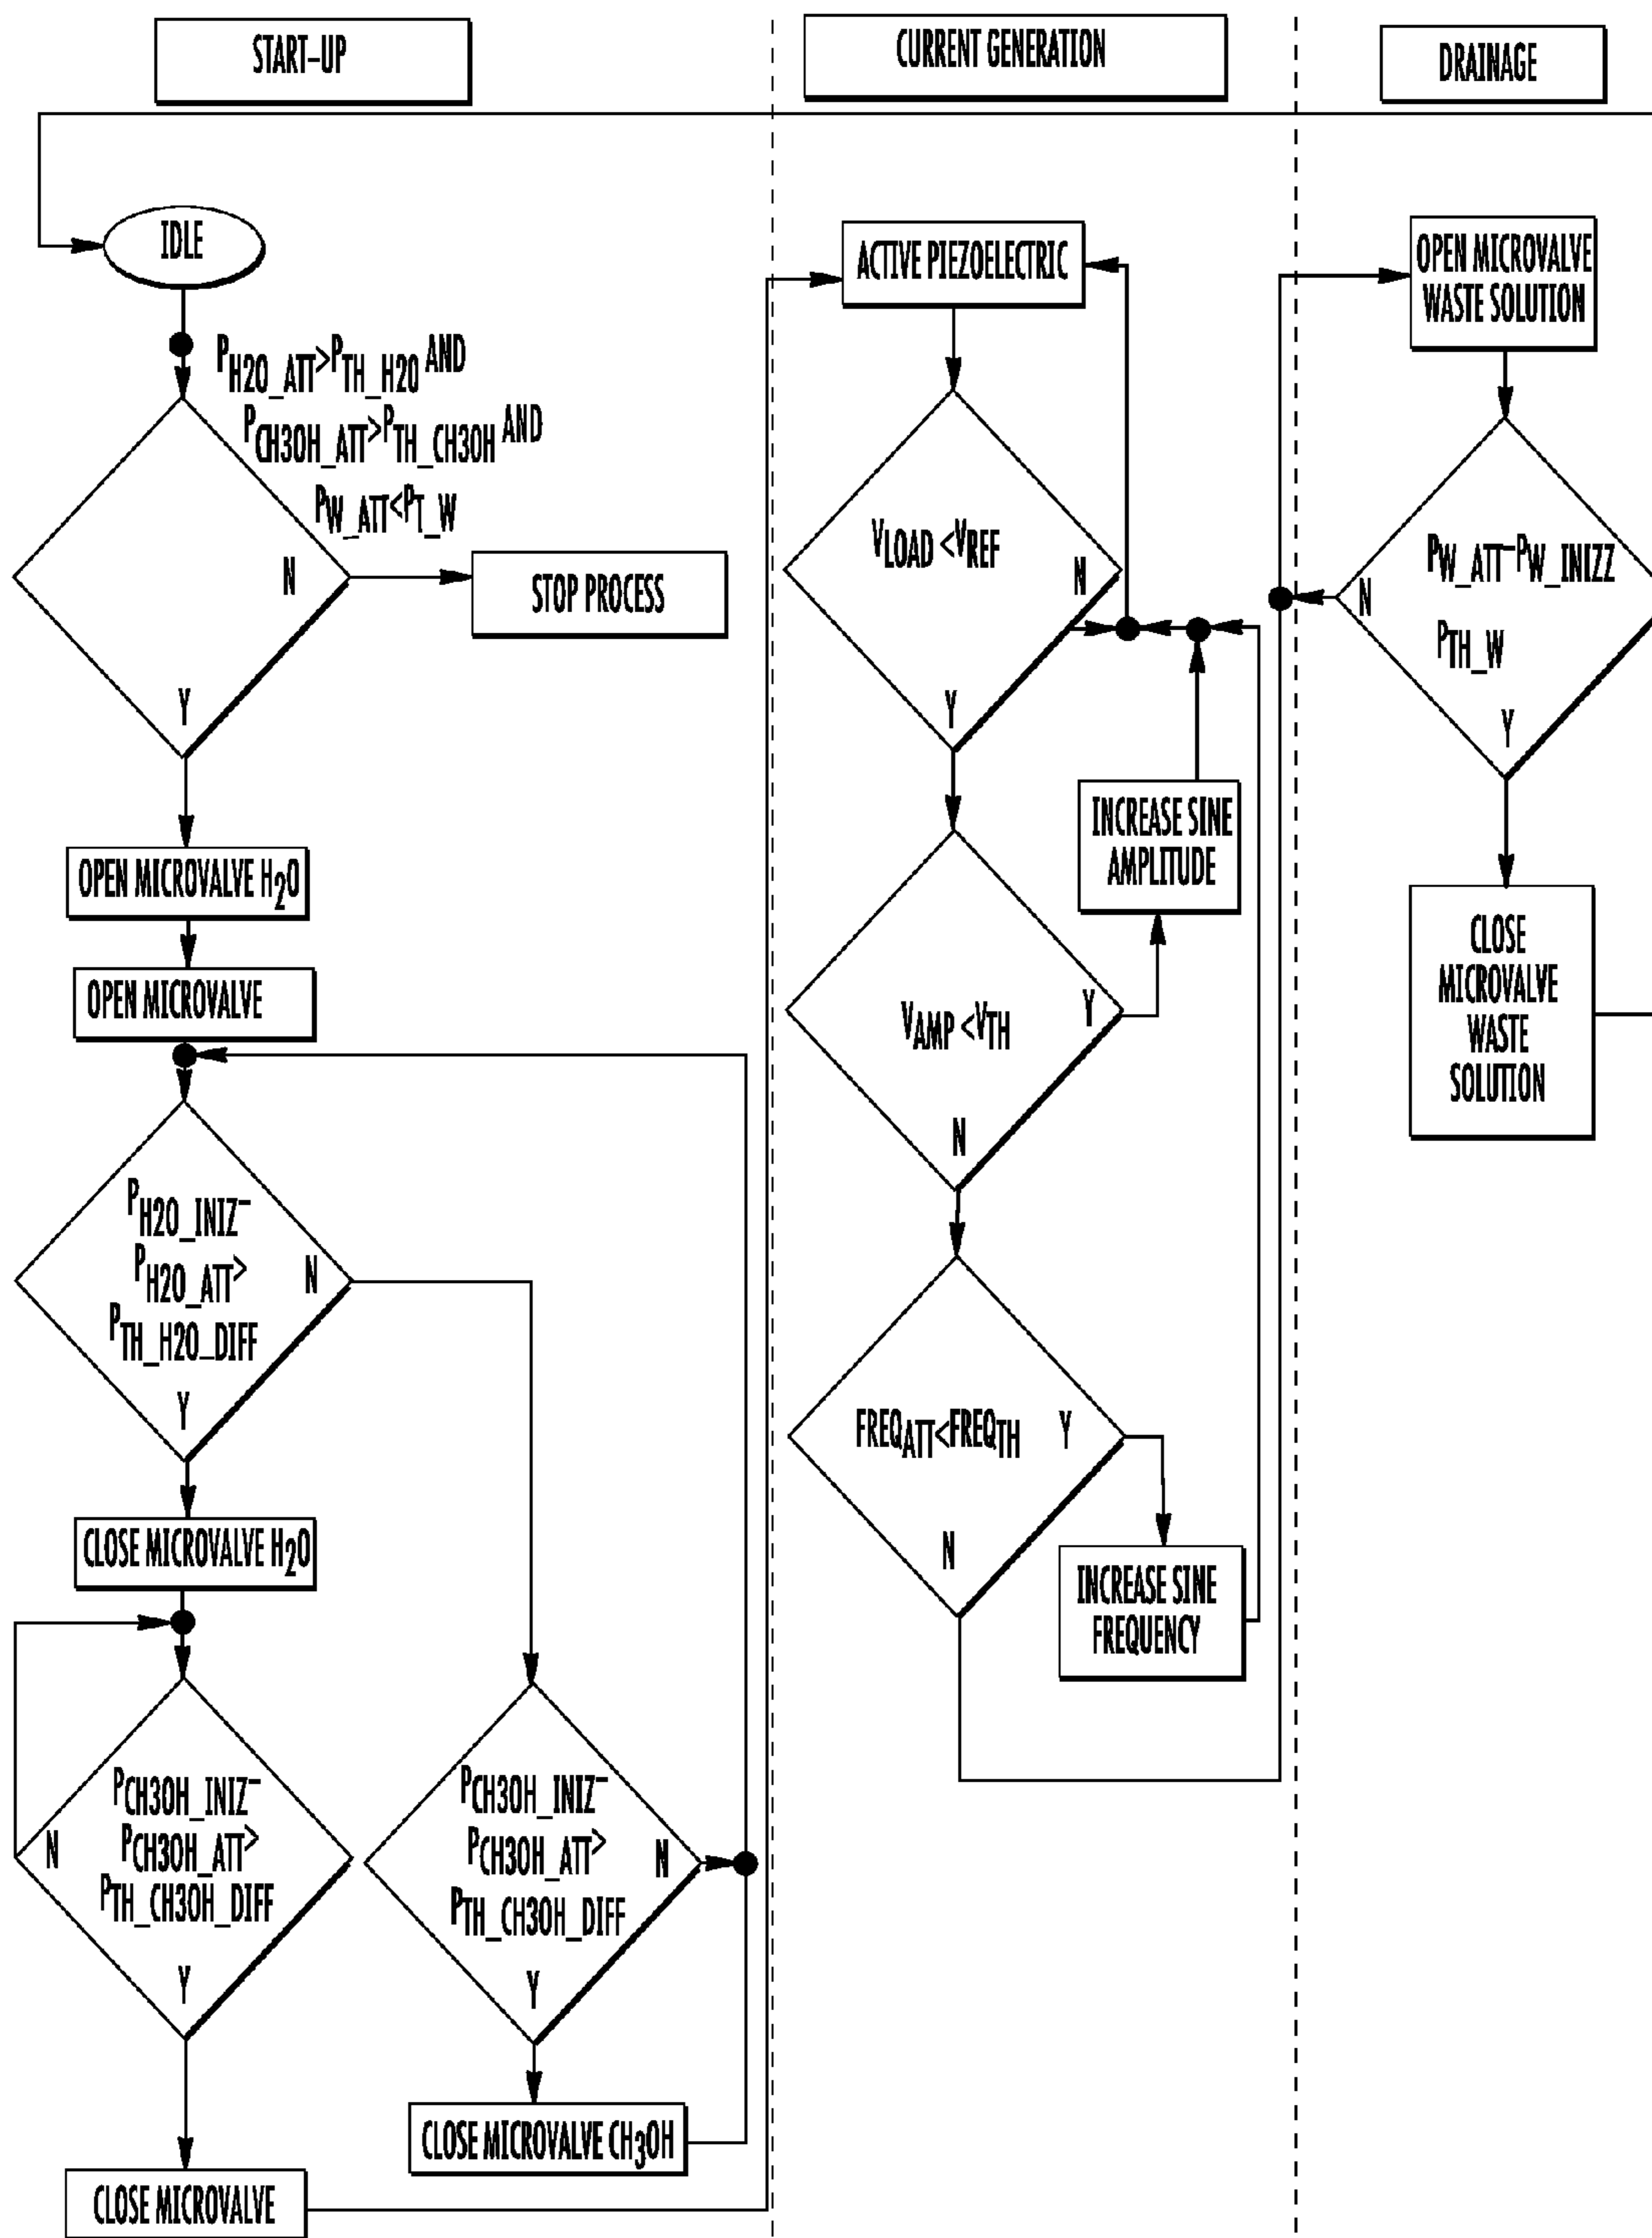 START-UP
IDLE
PH2O_ATT>PTH_H2O AND
PCH3OH_ATT>PTH_CH3OH AND
PW_ATT<PT_W
N
STOP PROCESS
Y
OPEN MICROVALVE H2O
OPEN MICROVALVE
PH2O_INIZ-
PH2O_ATT>
PTH_H2O_DIFF
N
Y
CLOSE MICROVALVE H2O
PCH3OH_INIZ-
PCH3OH_ATT>
PTH_CH3OH_DIFF
N
Y
PCH3OH_INIZ-
PCH3OH_ATT>
PTH_CH3OH_DIFF
N
Y
CLOSE MICROVALVE CH3OH
CLOSE MICROVALVE
CURRENT GENERATION
ACTIVE PIEZOELECTRIC
VLOAD <VREF
N
Y
INCREASE SINE
AMPLITUDE
VAMP <VTH
Y
N
FREQATT<FREQTH
Y
N
INCREASE SINE
FREQUENCY
DRAINAGE
OPEN MICROVALVE
WASTE SOLUTION
PW_ATT-PW_INIZZ
PTH_W
N
Y
CLOSE
MICROVALVE
WASTE
SOLUTION